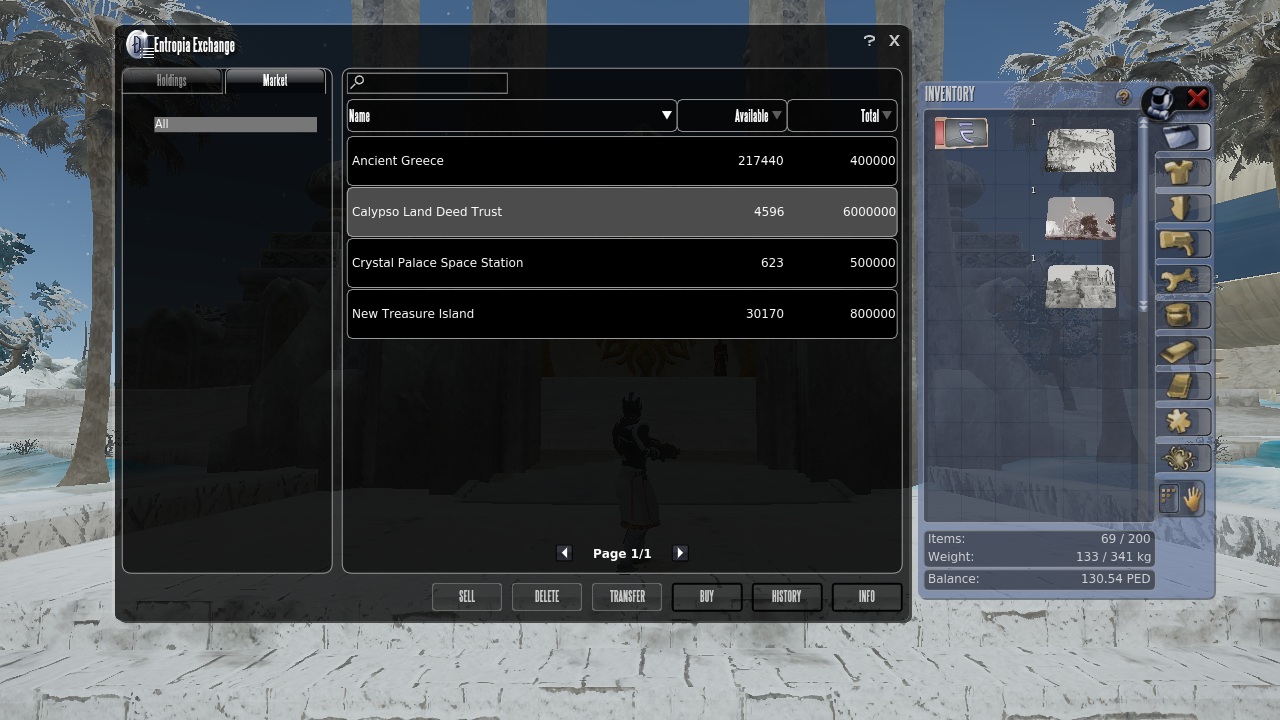 Entropia Exchange
? X
Holdings Market
All
Name Available Total
Ancient Greece 217440 400000
Calypso Land Deed Trust 4596 6000000
Crystal Palace Space Station 623 500000
New Treasure Island 30170 800000
Page 1/1
SELL DELETE TRANSFER BUY HISTORY INFO
INVENTORY ?
1
1
1
Items: 69 / 200
Weight: 133 / 341 kg
Balance: 130.54 PED